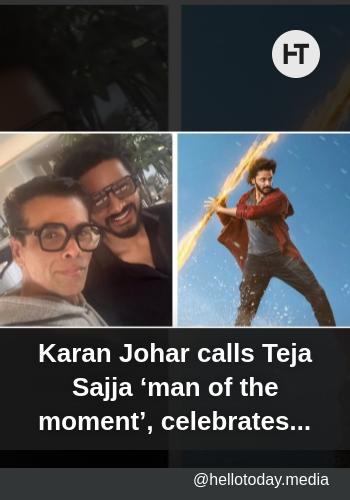 HT
Karan Johar calls Teja
Sajja ‘man of the
moment’, celebrates...
@hellotoday.media